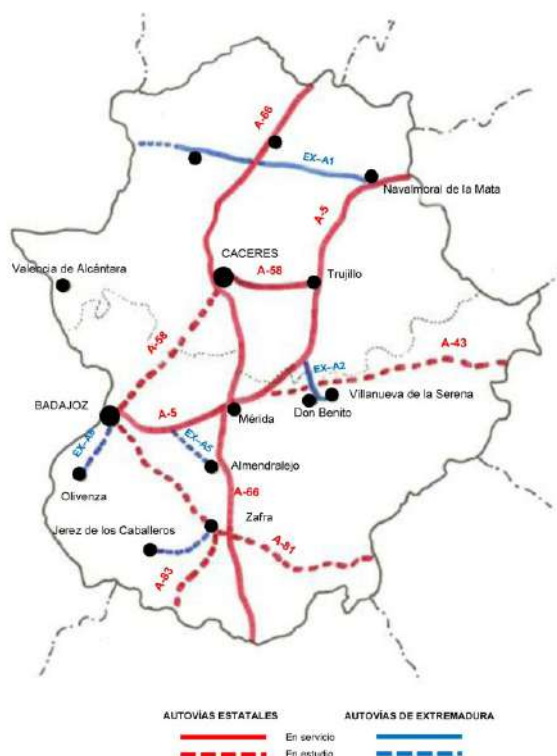 A-66
EX-A1
Navalmoral de la Mata
A-5
CACERES
A-58
Trujillo
Valencia de Alcántara
A-58
A-43
EX-A2
Villanueva de la Serena
BADAJOZ
A-5
Mérida
Don Benito
EX-A5
Almendralejo
Olivenza
A-66
Zafra
Jerez de los Caballeros
A-81
A-83
AUTOVÍAS ESTATALES
AUTOVÍAS DE EXTREMADURA
En servicio
En estudio